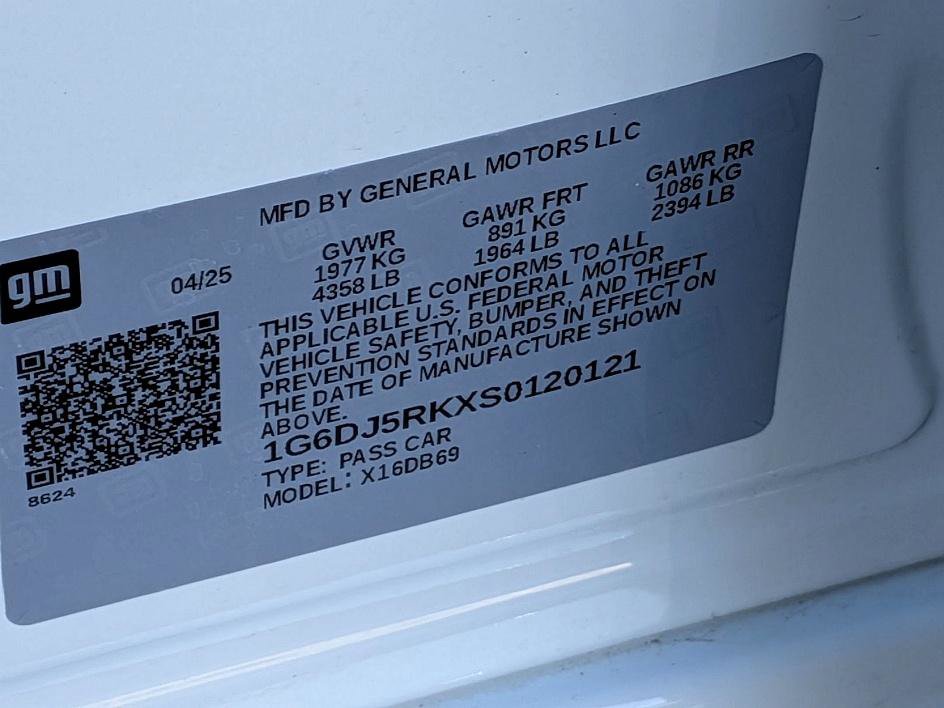 MFD BY GENERAL MOTORS LLC
GVWR GAWR FRT GAWR RR
1977 KG 891 KG 1086 KG
4358 LB 1964 LB 2394 LB
gm
04/25
THIS VEHICLE CONFORMS TO ALL
APPLICABLE U.S. FEDERAL MOTOR
VEHICLE SAFETY, BUMPER, AND THEFT
PREVENTION STANDARDS IN EFFECT ON
THE DATE OF MANUFACTURE SHOWN
ABOVE.
1G6DJ5RKXS0120121
TYPE: PASS CAR
MODEL: X16DB69
8624